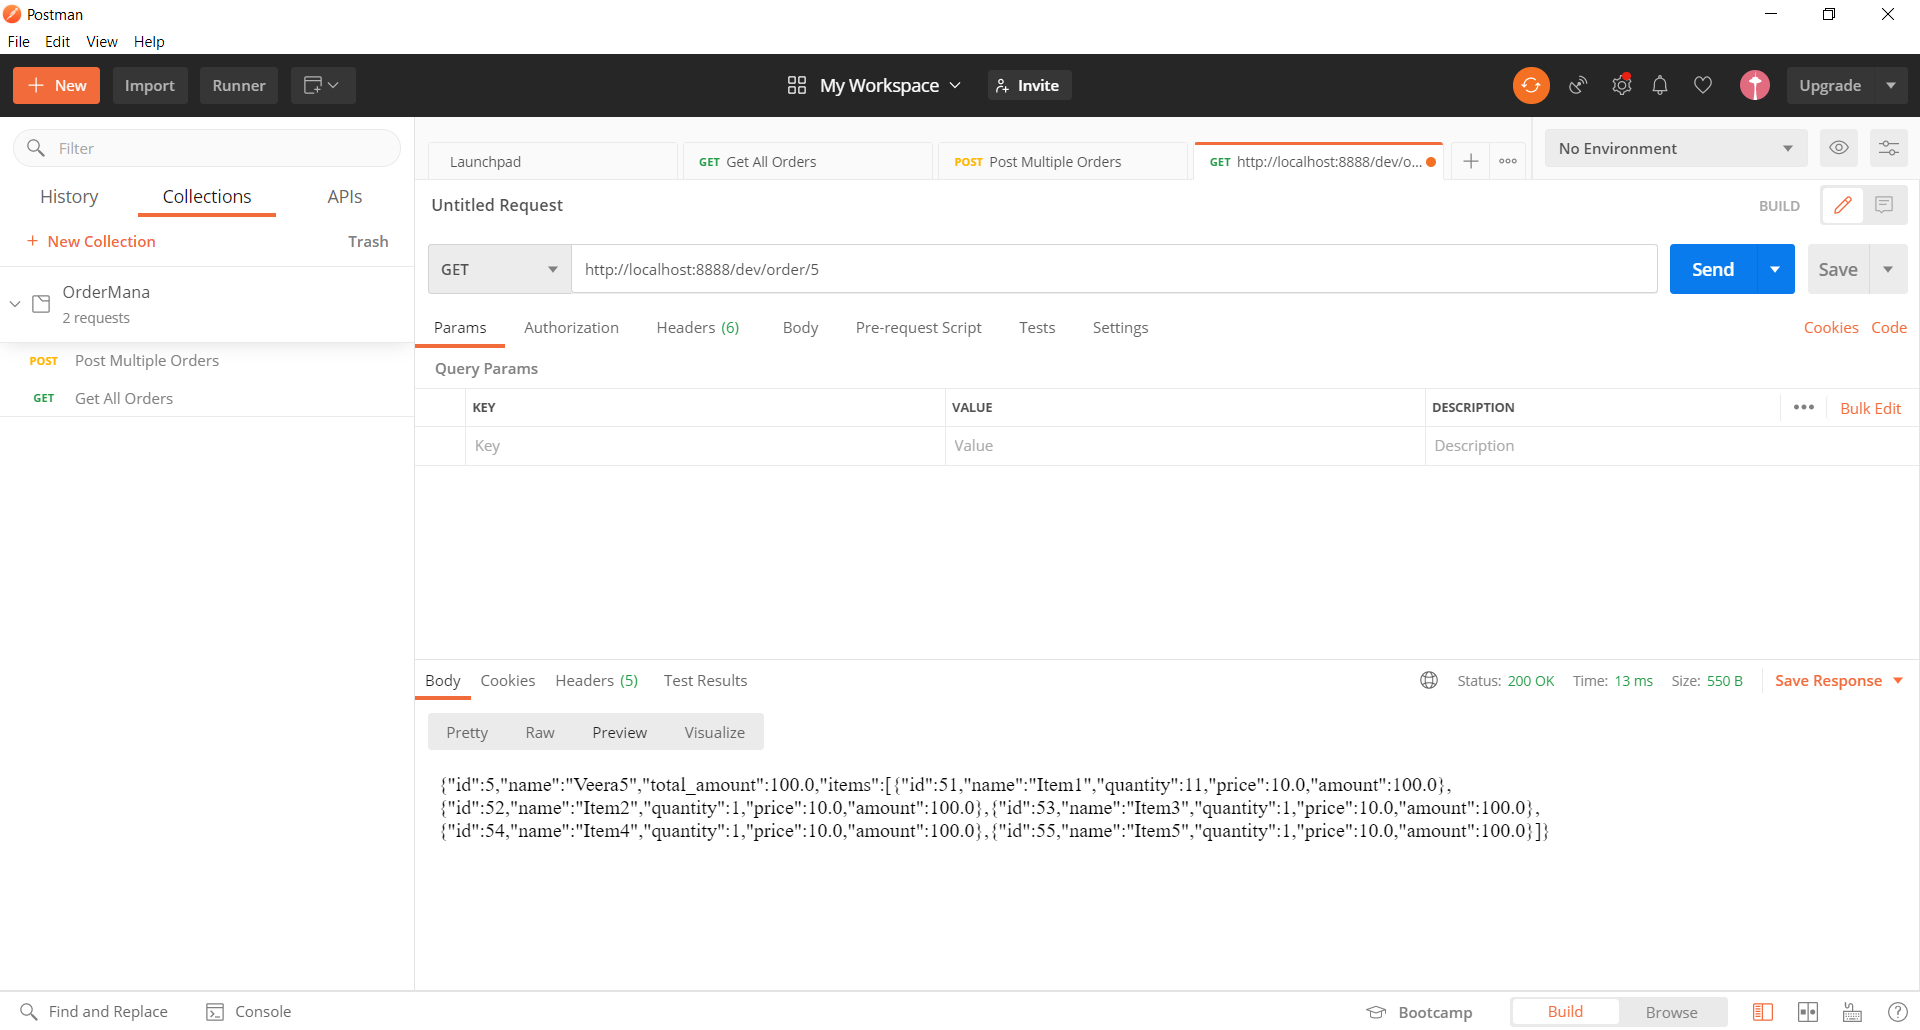 Postman
File Edit View Help
+ New Import Runner My Workspace Invite Upgrade
Filter
History Collections APIs
+ New Collection Trash
OrderMana
2 requests
POST Post Multiple Orders
GET Get All Orders
Launchpad GET Get All Orders POST Post Multiple Orders GET http://localhost:8888/dev/o... + No Environment
Untitled Request BUILD
GET http://localhost:8888/dev/order/5 Send Save
Params Authorization Headers (6) Body Pre-request Script Tests Settings Cookies Code
Query Params
KEY VALUE DESCRIPTION ••• Bulk Edit
Key Value Description
Body Cookies Headers (5) Test Results Status: 200 OK Time: 13 ms Size: 550 B Save Response
Pretty Raw Preview Visualize
{"id":5,"name":"Veera5","total_amount":100.0,"items":[{"id":51,"name":"Item1","quantity":11,"price":10.0,"amount":100.0},
{"id":52,"name":"Item2","quantity":1,"price":10.0,"amount":100.0},{"id":53,"name":"Item3","quantity":1,"price":10.0,"amount":100.0},
{"id":54,"name":"Item4","quantity":1,"price":10.0,"amount":100.0},{"id":55,"name":"Item5","quantity":1,"price":10.0,"amount":100.0}]}
Find and Replace Console Bootcamp Build Browse